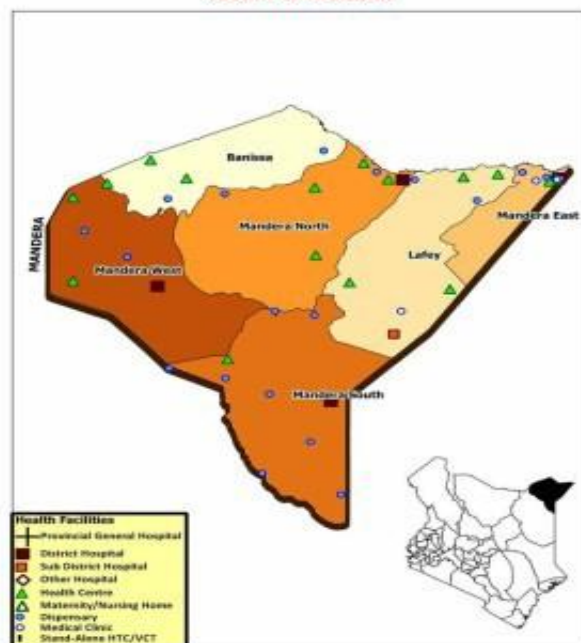 Banissa
Mandera East
Mandera North
Lafey
MANDERA
Mandera West
Mandera South
Health Facilities
Provincial General Hospital
District Hospital
Sub District Hospital
Other Hospital
Health Centre
Maternity/Nursing Home
Dispensary
Medical Clinic
Stand-Alone HTC/VCT